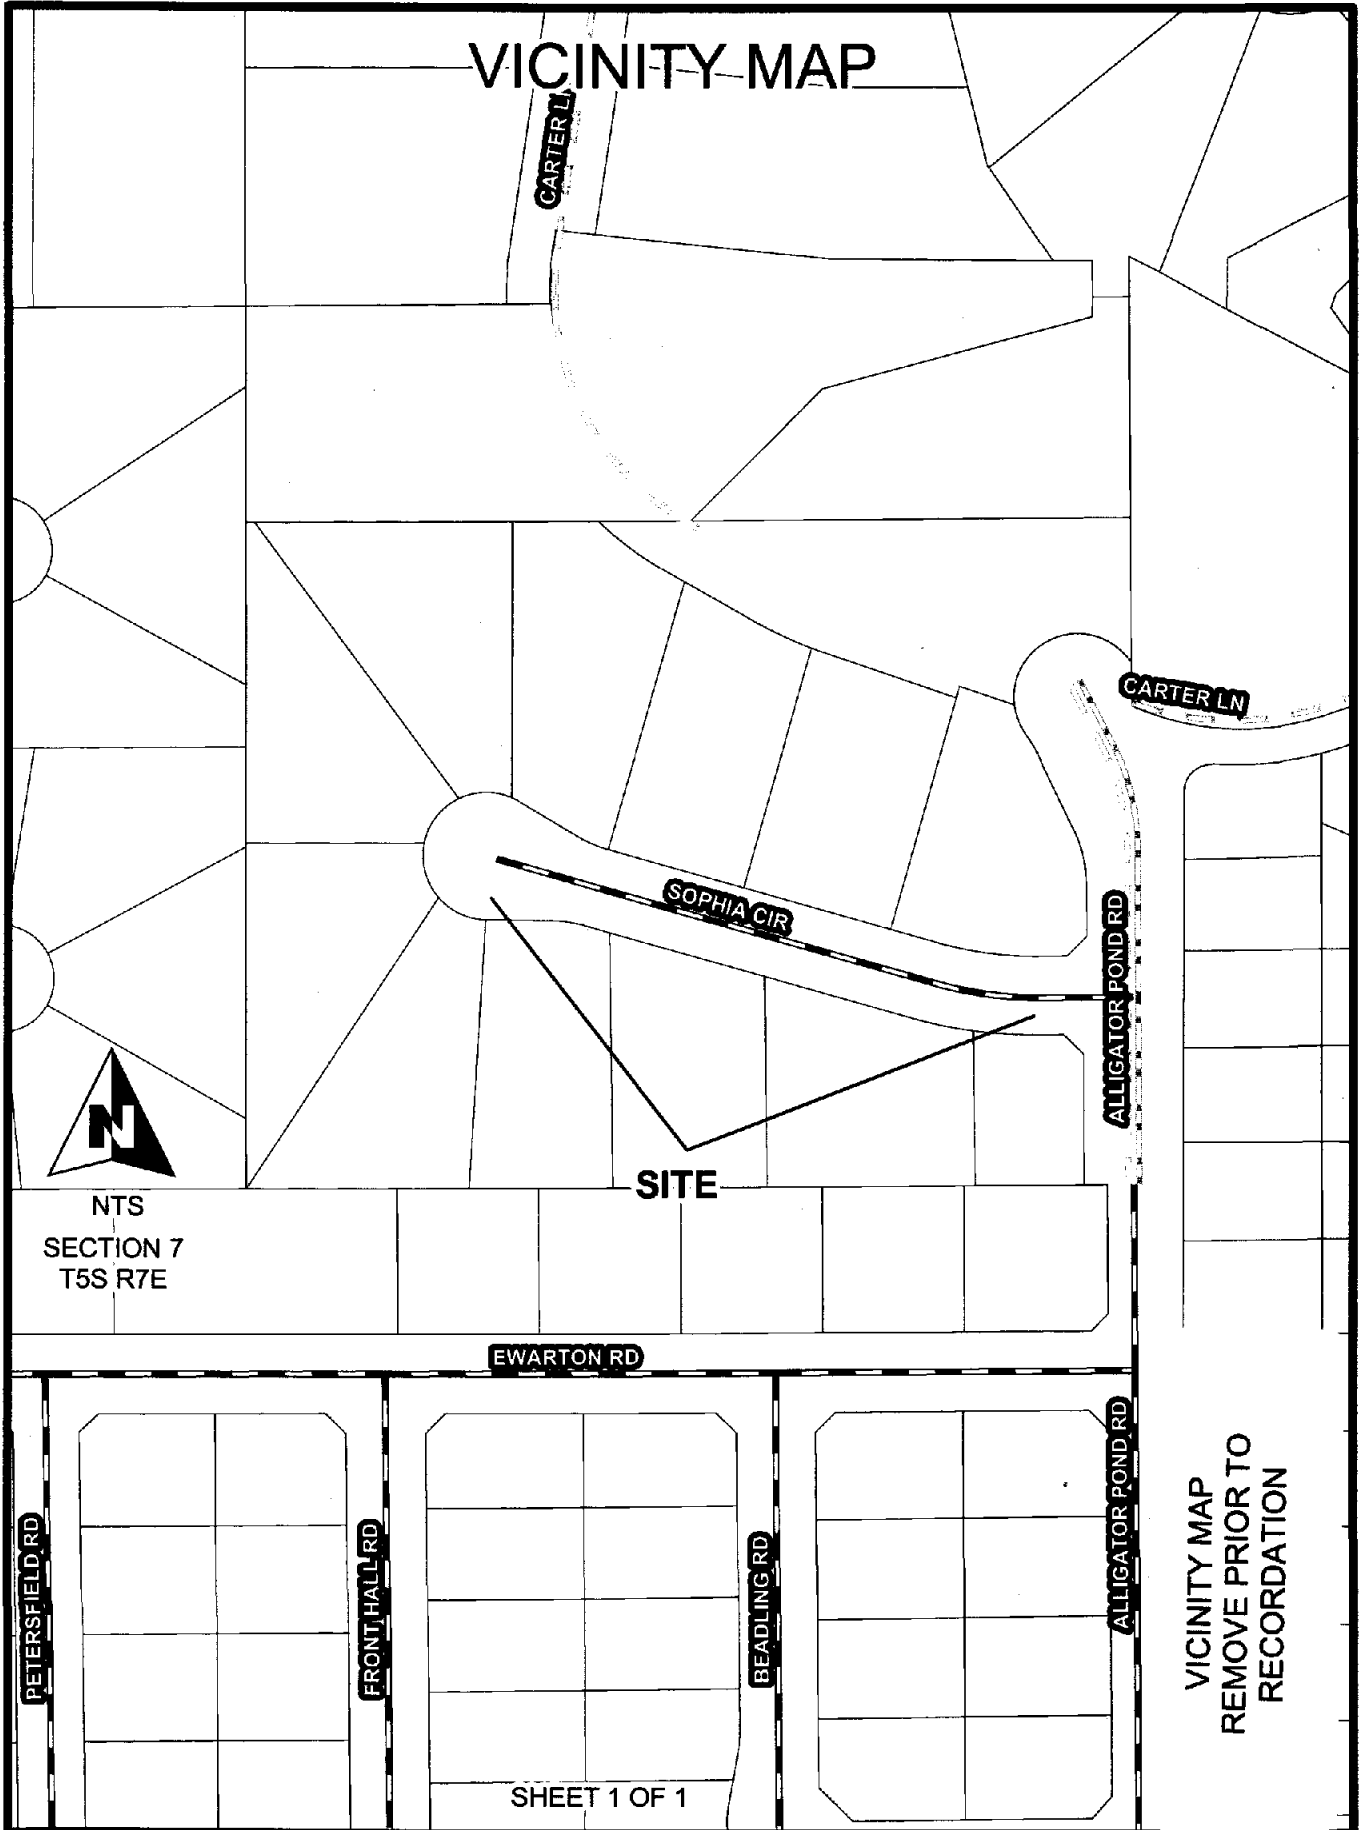 VICINITY MAP
CARTER L
CARTER LN
SOPHIA CIR
ALLIGATOR POND RD
N
SITE
NTS
SECTION 7
T5S R7E
EWARTON RD
PETERSFIELD RD
FRONT HALL RD
BEADLING RD
ALLIGATOR POND RD
VICINITY MAP
REMOVE PRIOR TO
RECORDATION
SHEET 1 OF 1